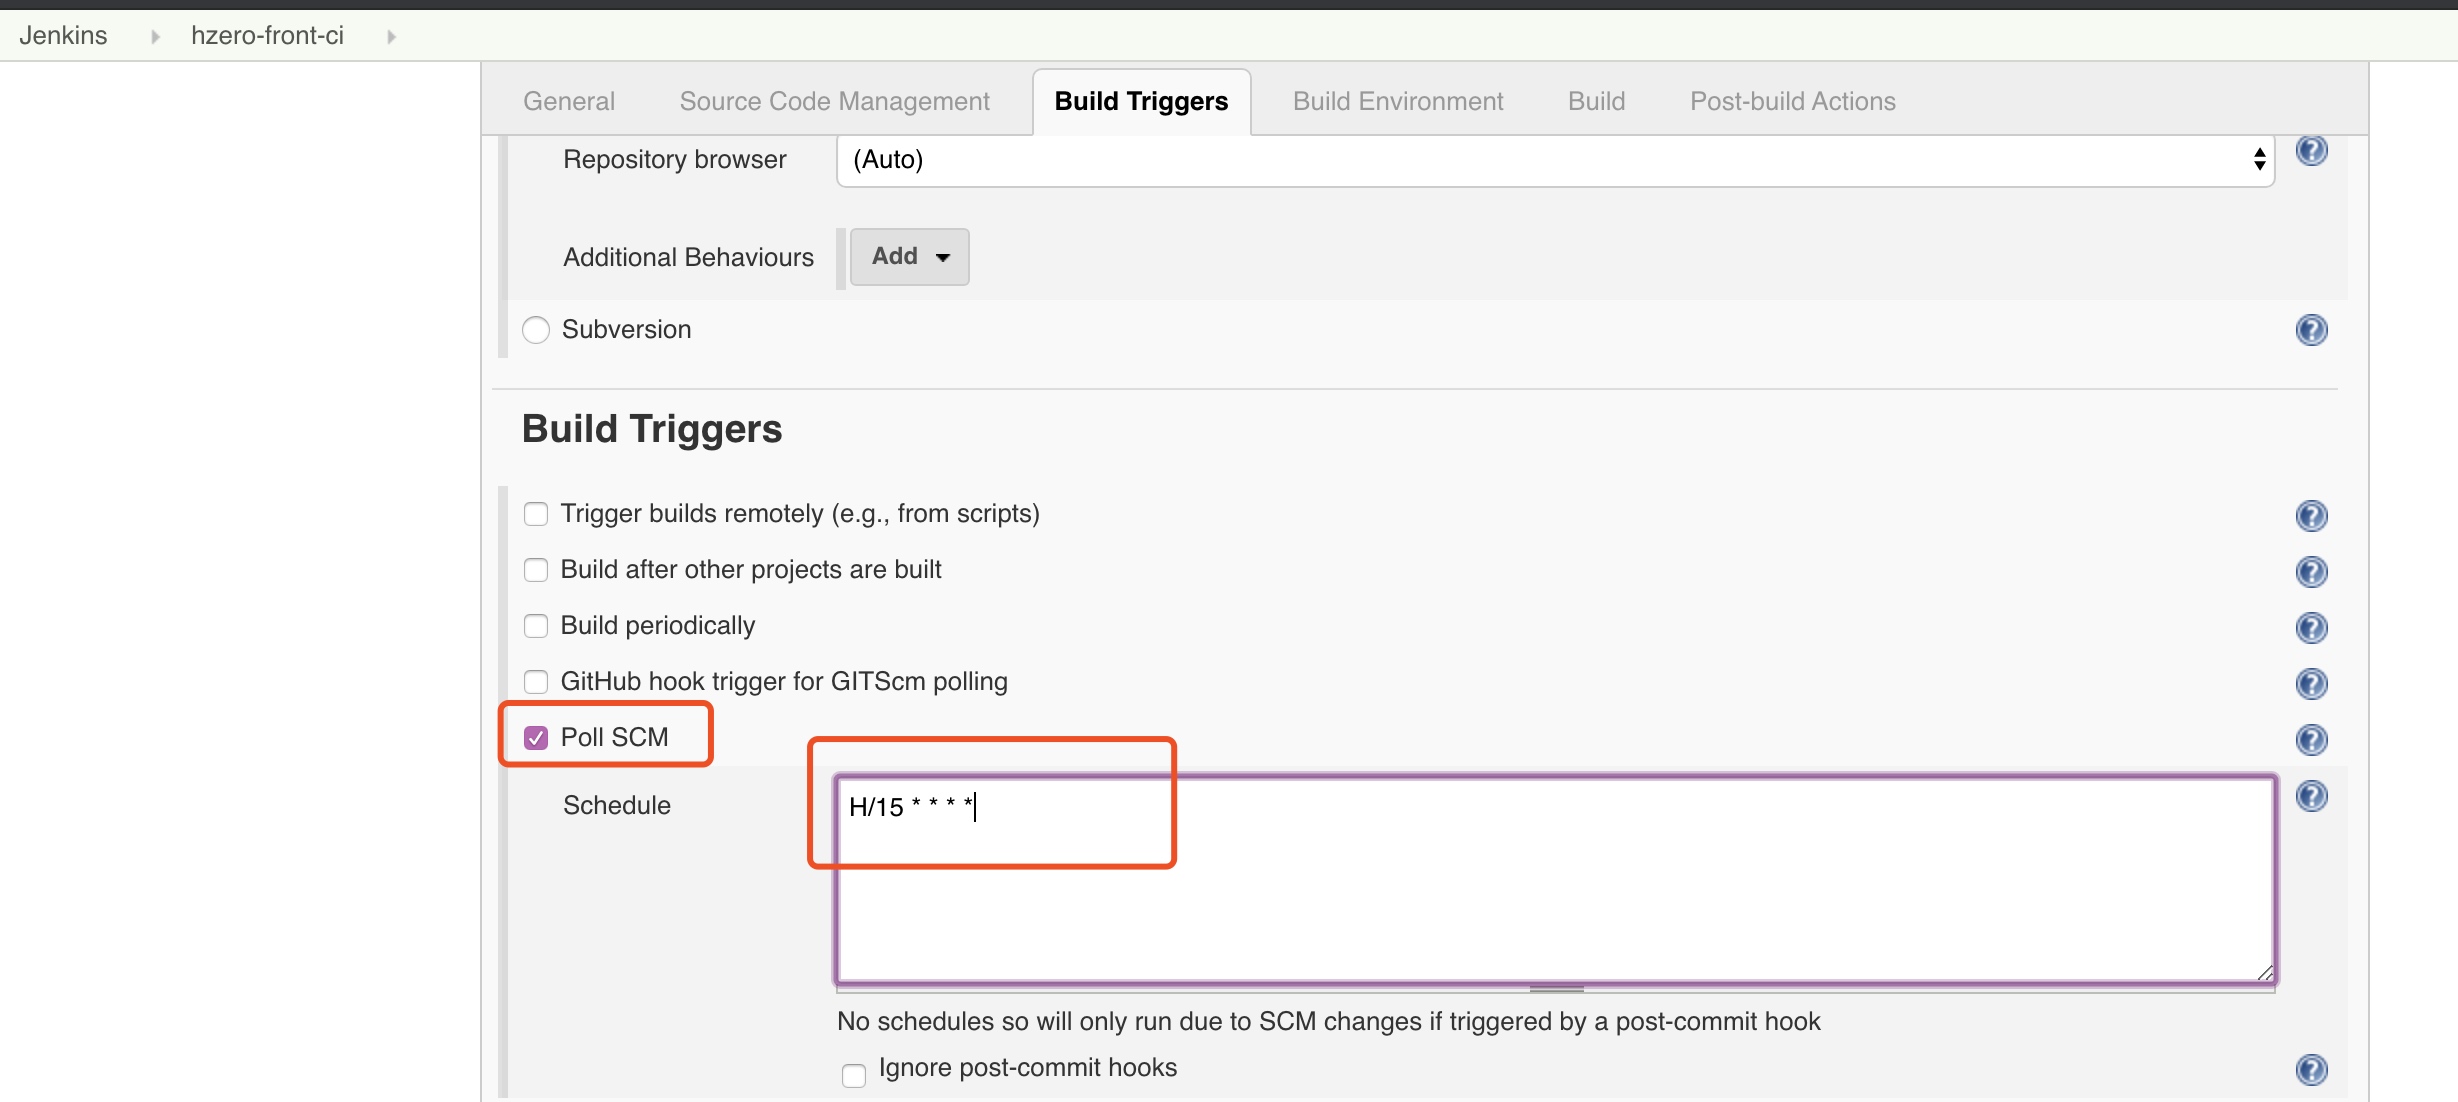 Jenkins hzero-front-ci
General Source Code Management Build Triggers Build Environment Build Post-build Actions
Repository browser (Auto)
Additional Behaviours Add
Subversion
Build Triggers
Trigger builds remotely (e.g., from scripts)
Build after other projects are built
Build periodically
GitHub hook trigger for GITScm polling
Poll SCM
Schedule H/15 * * * *
No schedules so will only run due to SCM changes if triggered by a post-commit hook
Ignore post-commit hooks